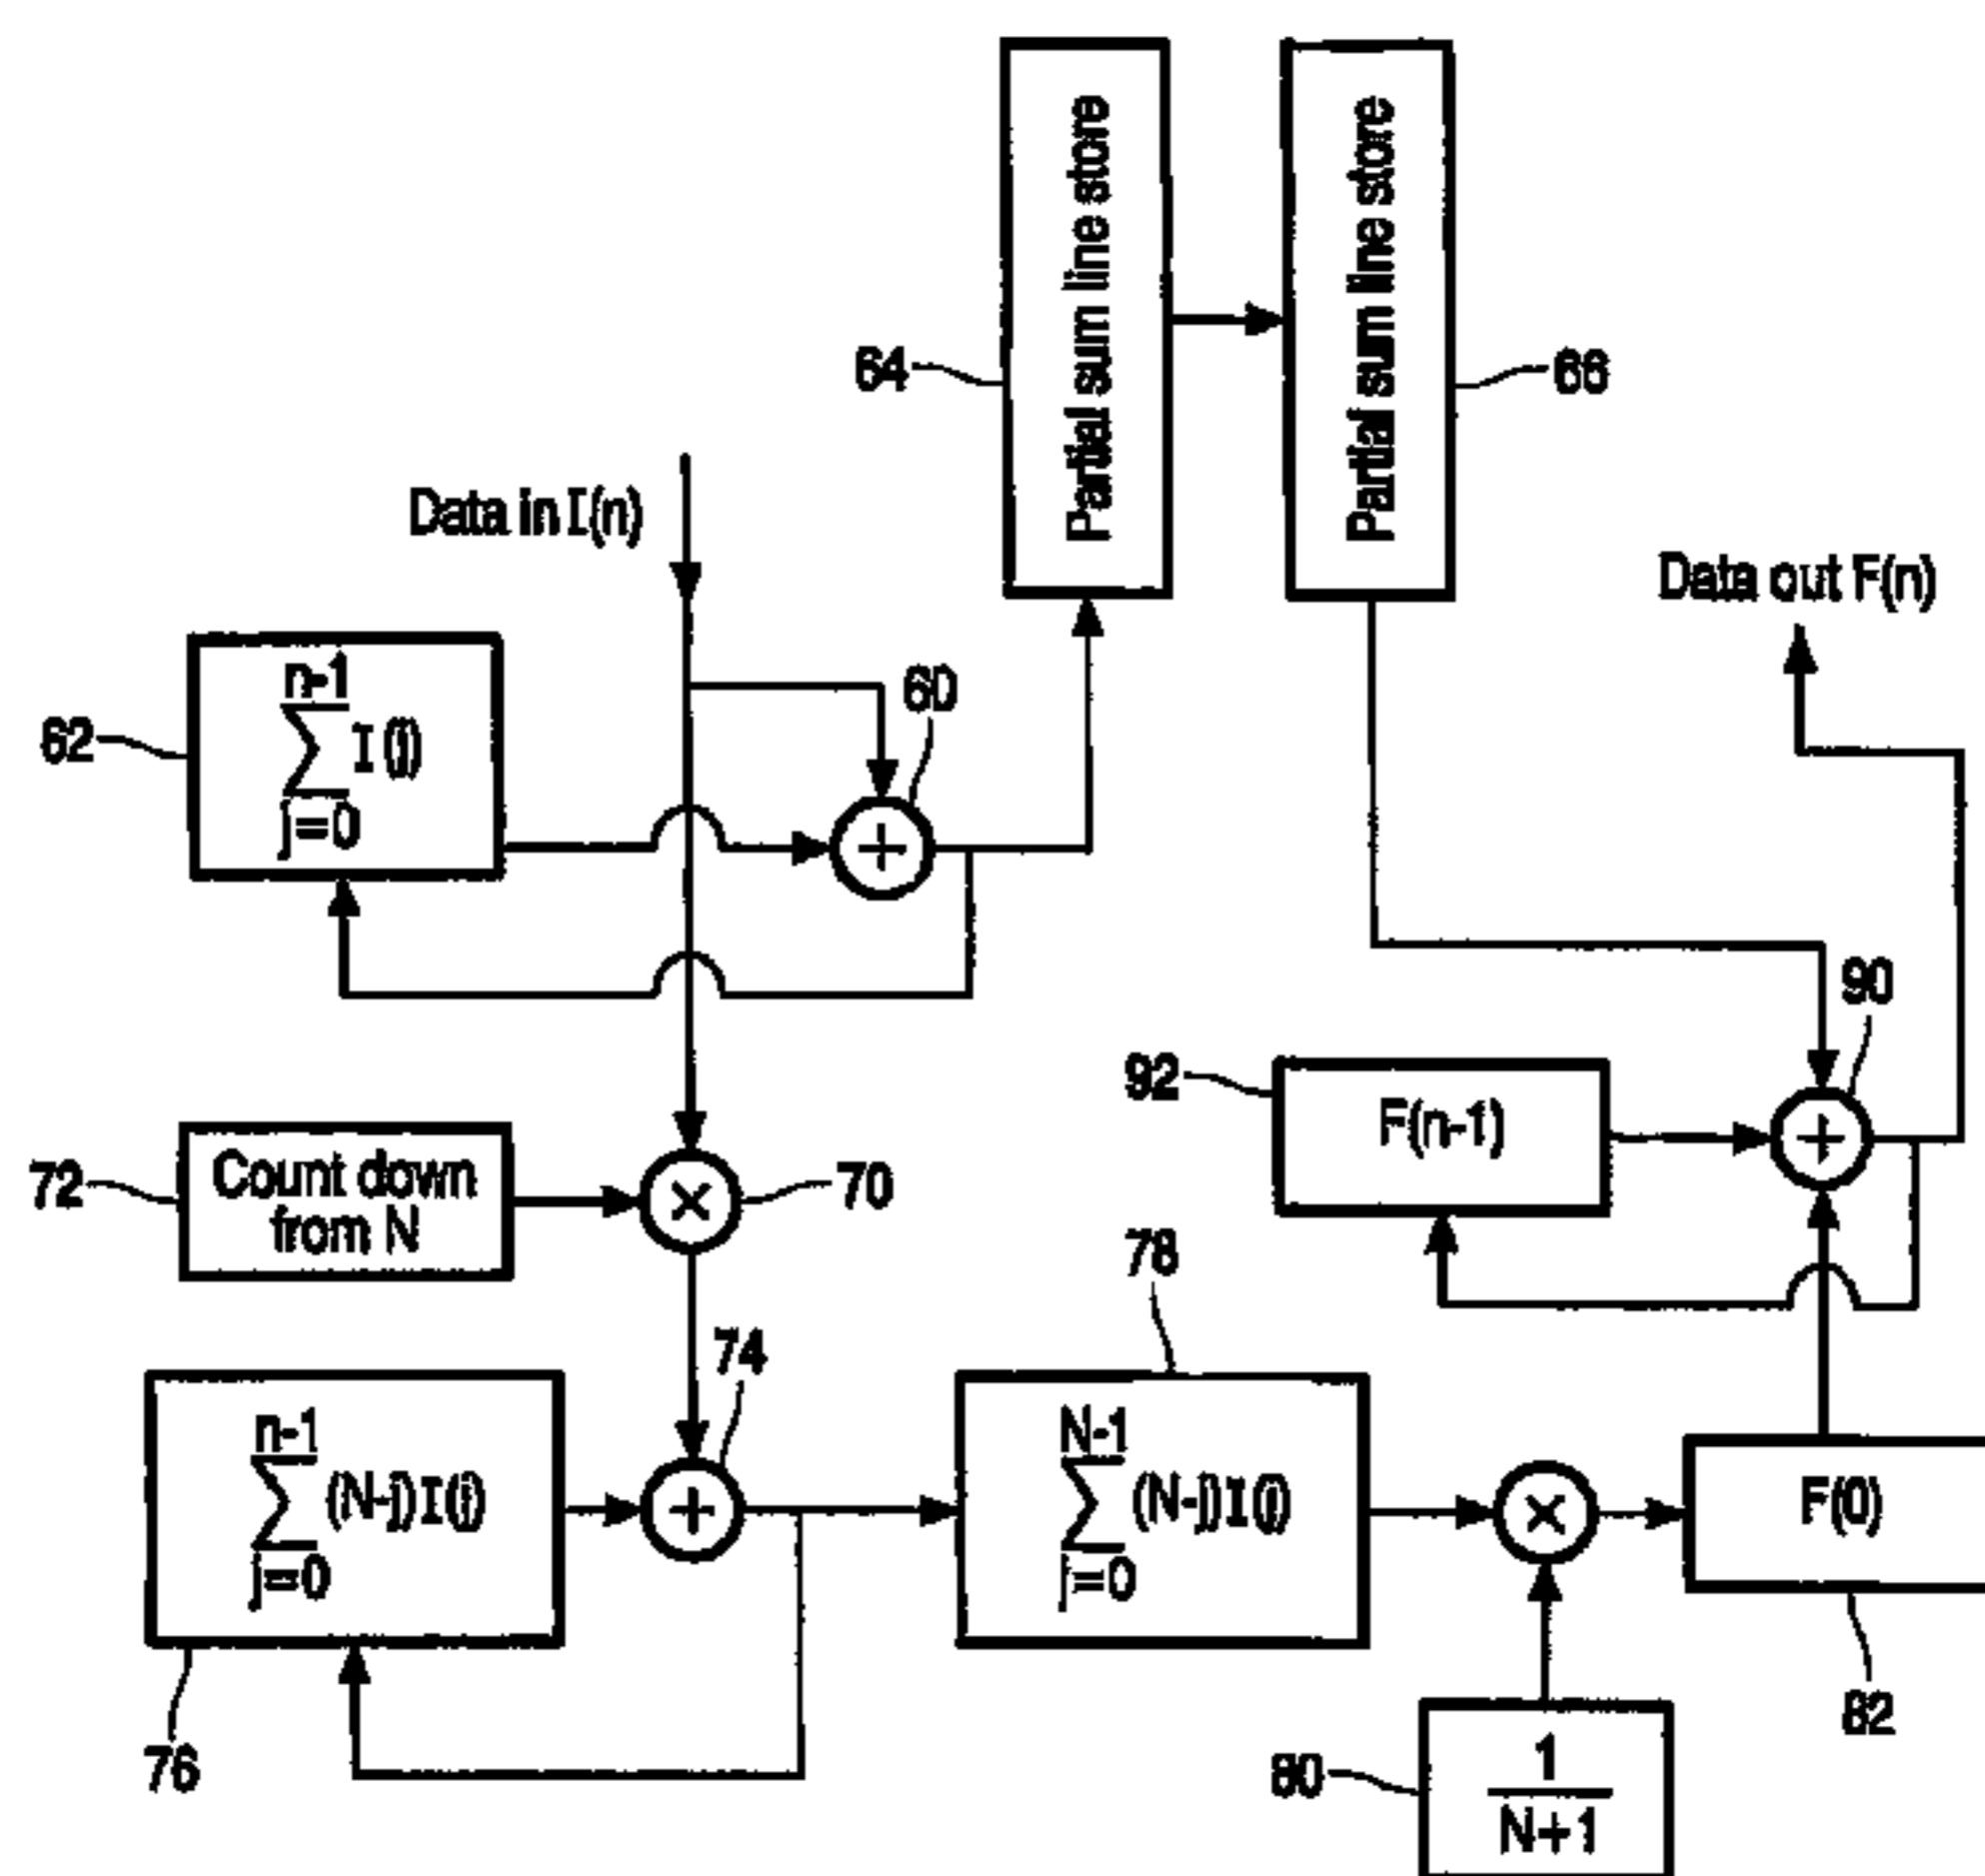 Partial sum line store
Partial sum line store
64
66
Data in I(n)
Data out F(n)
60
62
n-1
∑ I(j)
j=0
+
90
92
F(n-1)
+
72
Count down
from N
×
70
78
74
n-1
∑ (N-j)I(j)
j=0
+
N-1
∑ (N-j)I(j)
j=0
×
F(0)
82
76
80
1
N+1